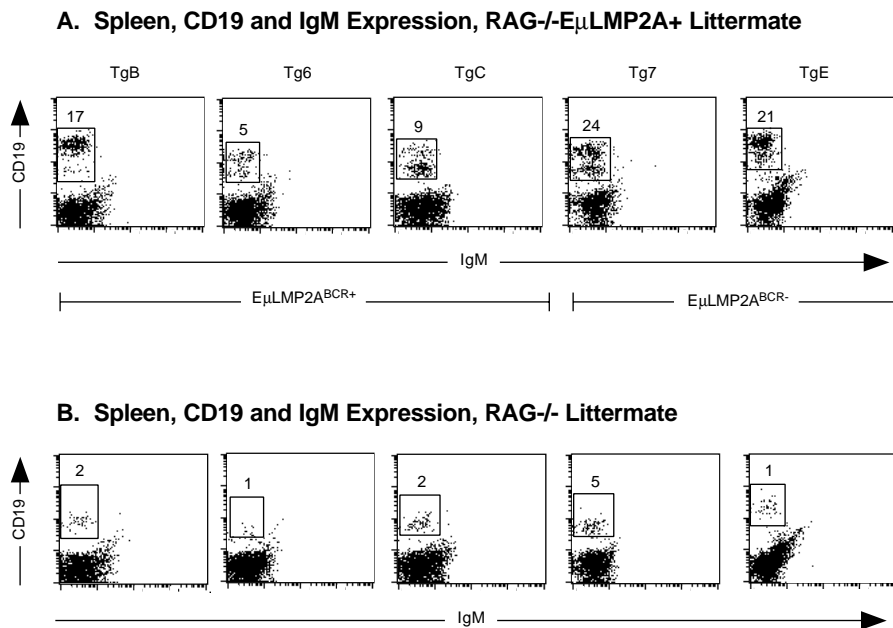 A. Spleen, CD19 and IgM Expression, RAG-/-EμLMP2A+ Littermate
TgB Tg6 TgC Tg7 TgE
17 5 9 24 21
CD19
IgM
EμLMP2ABCR+ EμLMP2ABCR-
B. Spleen, CD19 and IgM Expression, RAG-/- Littermate
2 1 2 5 1
CD19
IgM